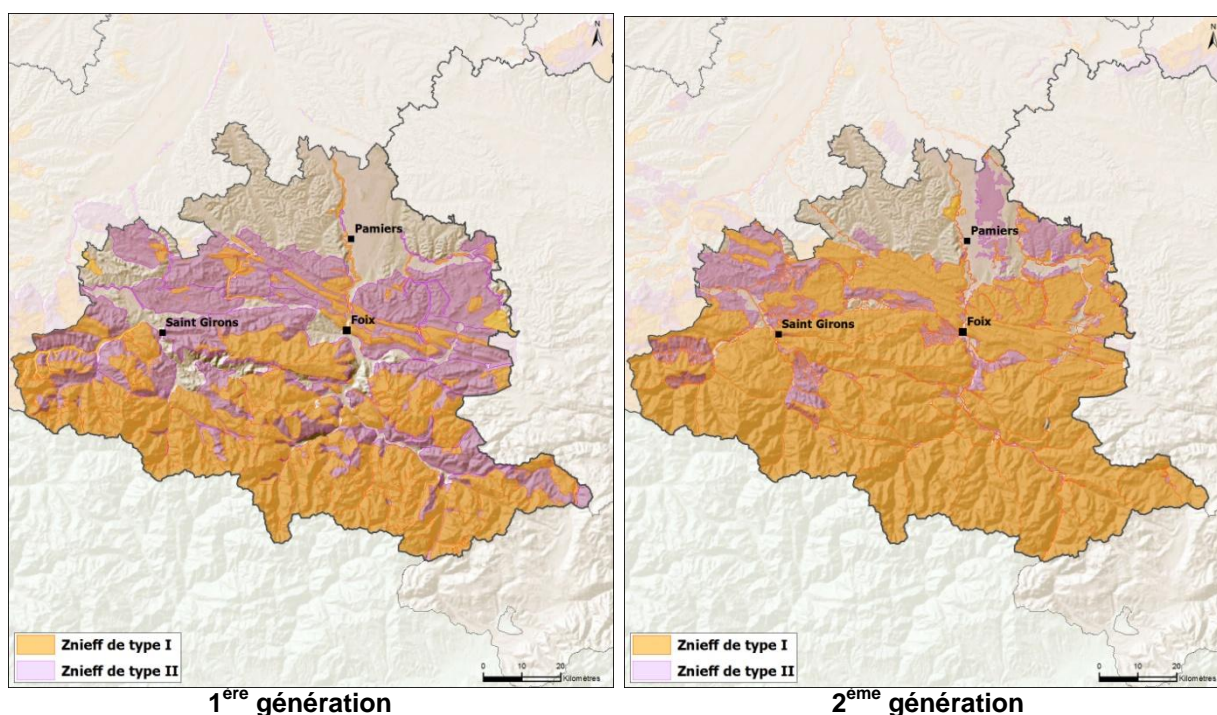 N
Pamiers
Saint Girons
Foix
Znieff de type I
Znieff de type II
0 10 20
Kilomètres
1ère génération
N
Pamiers
Saint Girons
Foix
Znieff de type I
Znieff de type II
0 10 20
Kilomètres
2ème génération